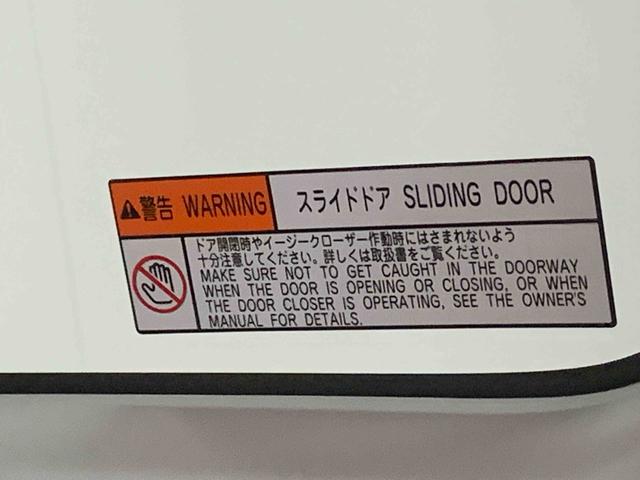 警告 WARNING スライドドア SLIDING DOOR
ドア開閉時やイージークローザー作動時にはさまれないよう
十分注意してください。詳しくは取扱書をご覧ください。
MAKE SURE NOT TO GET CAUGHT IN THE DOORWAY
WHEN THE DOOR IS OPENING OR CLOSING, OR WHEN
THE DOOR CLOSER IS OPERATING, SEE THE OWNER'S
MANUAL FOR DETAILS.